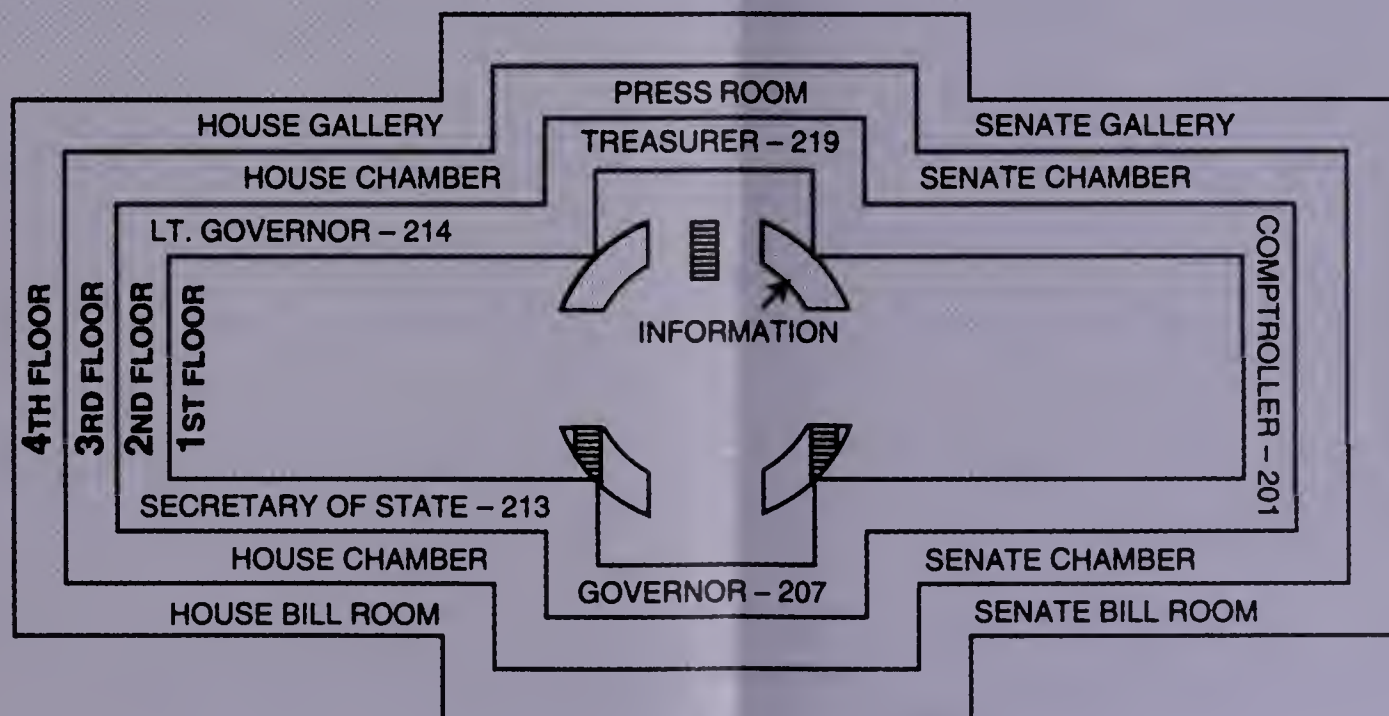 PRESS ROOM
HOUSE GALLERY
SENATE GALLERY
TREASURER – 219
HOUSE CHAMBER
SENATE CHAMBER
LT. GOVERNOR – 214
COMPTROLLER – 201
4TH FLOOR
3RD FLOOR
2ND FLOOR
1ST FLOOR
INFORMATION
SECRETARY OF STATE – 213
HOUSE CHAMBER
SENATE CHAMBER
GOVERNOR – 207
HOUSE BILL ROOM
SENATE BILL ROOM